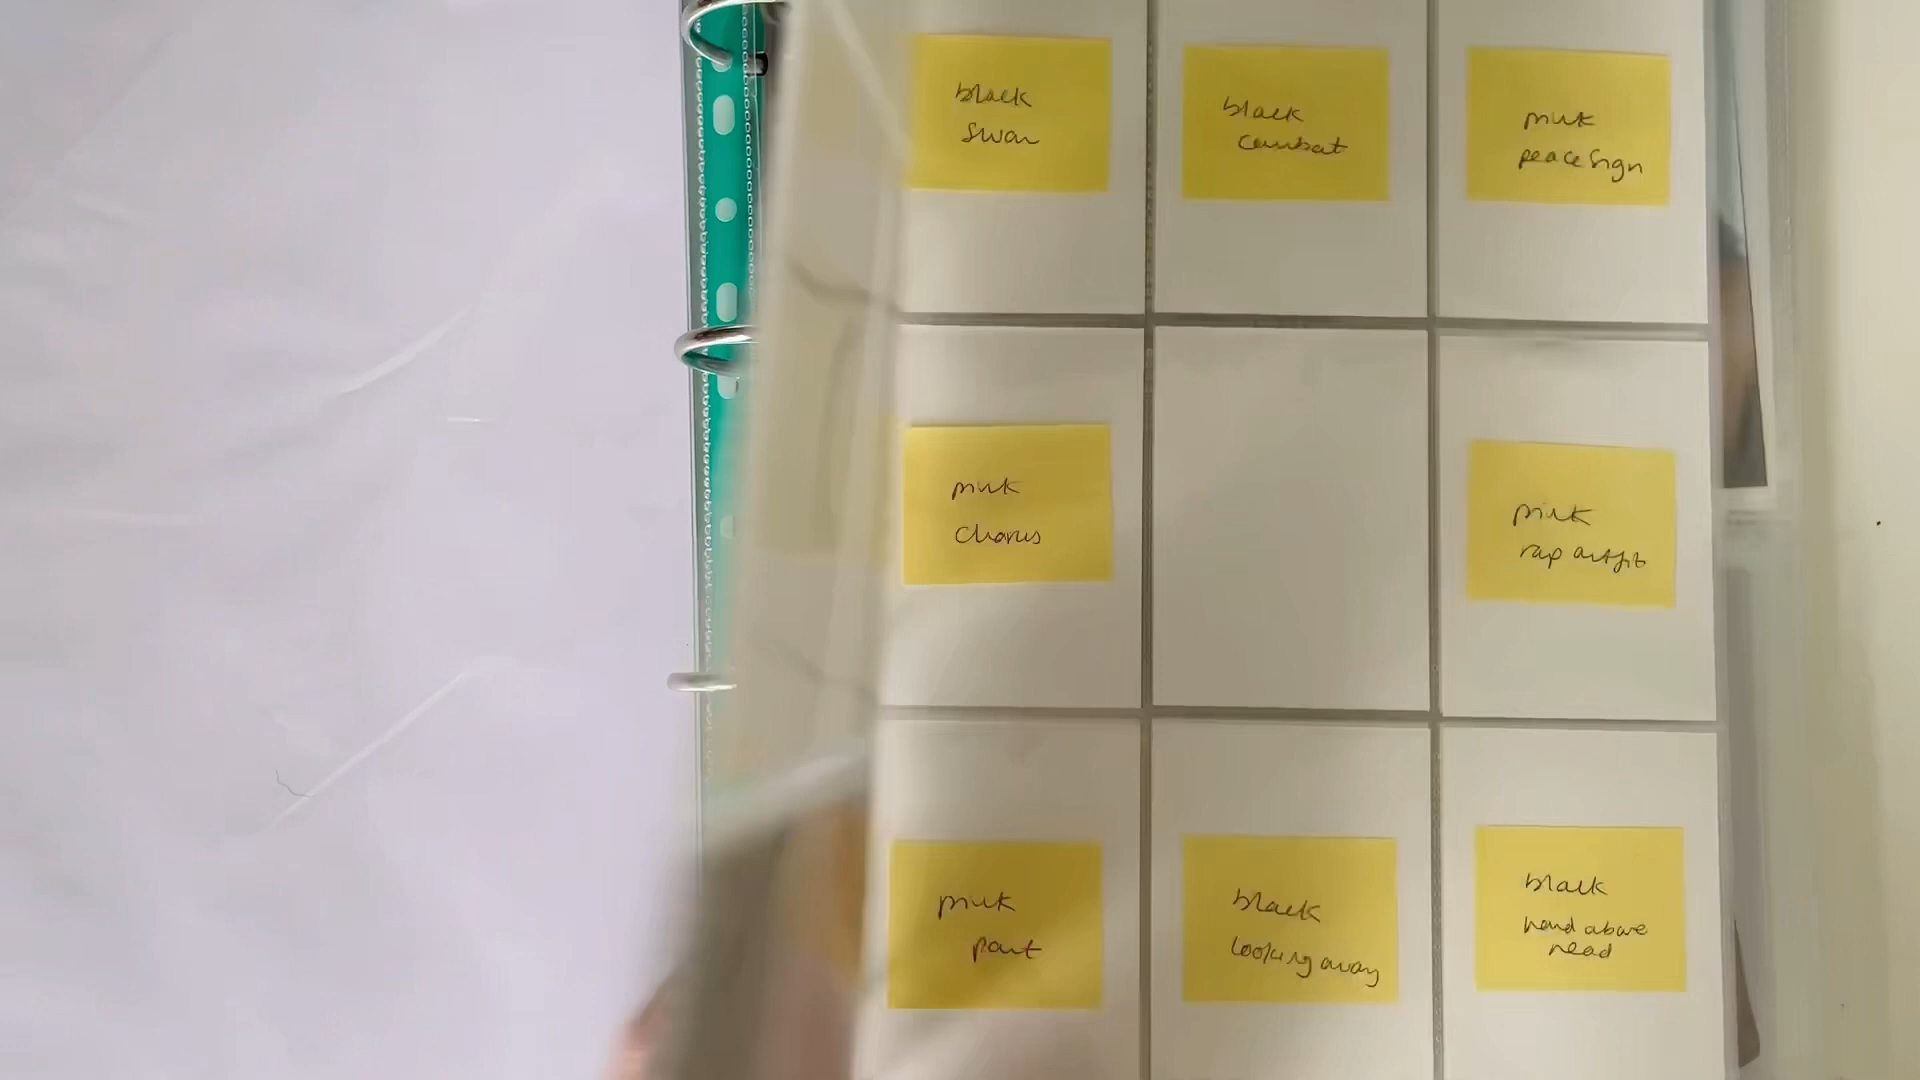 black
swan
black
combat
pink
peace sign
pink
chorus
pink
rap outfit
pink
pout
black
looking away
black
hand above
head